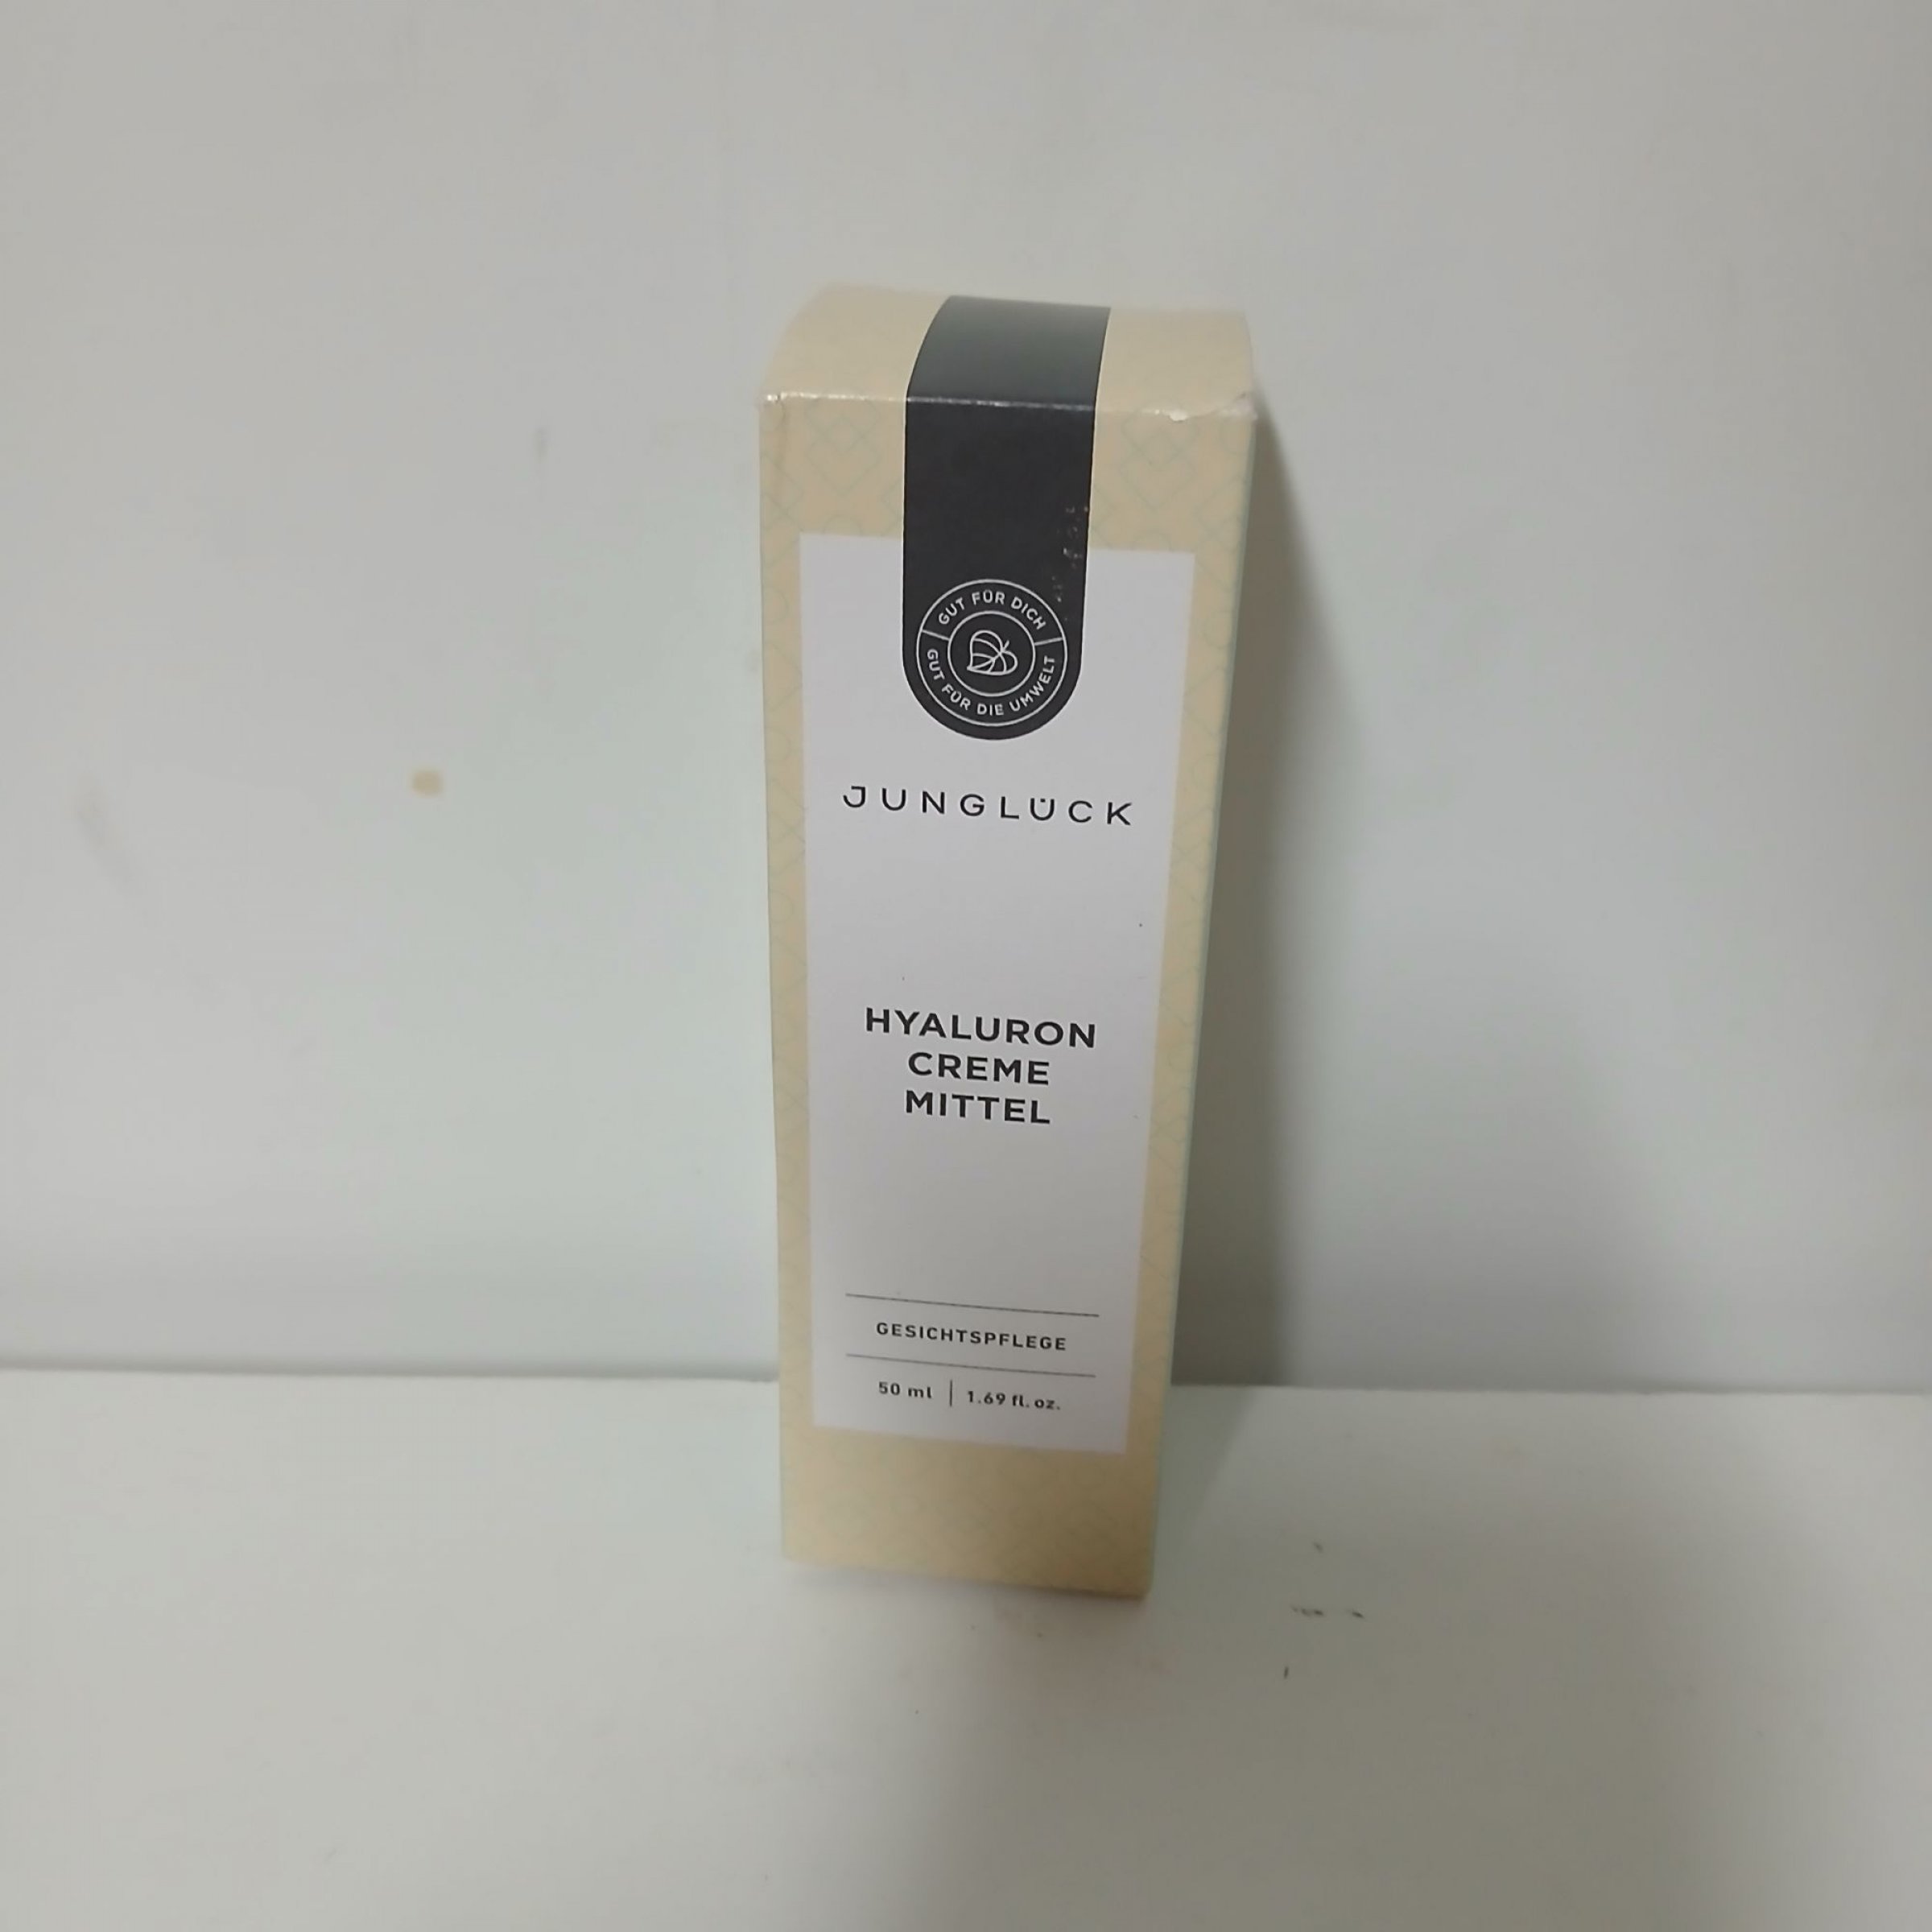 GUT FÜR DICH
GUT FÜR DIE UMWELT
JUNGLÜCK
HYALURON
CREME
MITTEL
GESICHTSPFLEGE
50 ml | 1.69 fl. oz.